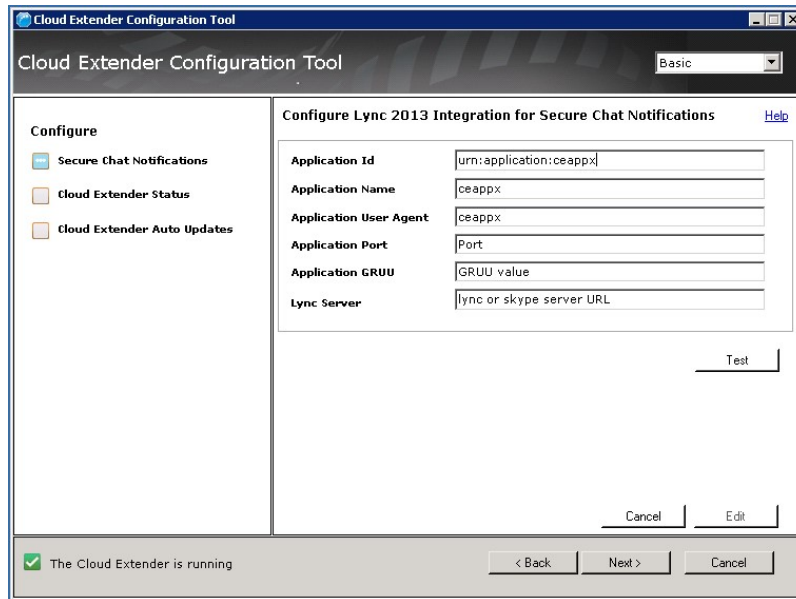 Cloud Extender Configuration Tool
Cloud Extender Configuration Tool
Basic
Configure
Secure Chat Notifications
Cloud Extender Status
Cloud Extender Auto Updates
Configure Lync 2013 Integration for Secure Chat Notifications
Help
Application Id
urn:application:ceappx
Application Name
ceappx
Application User Agent
ceappx
Application Port
Port
Application GRUU
GRUU value
Lync Server
lync or skype server URL
Test
Cancel
Edit
The Cloud Extender is running
< Back
Next >
Cancel